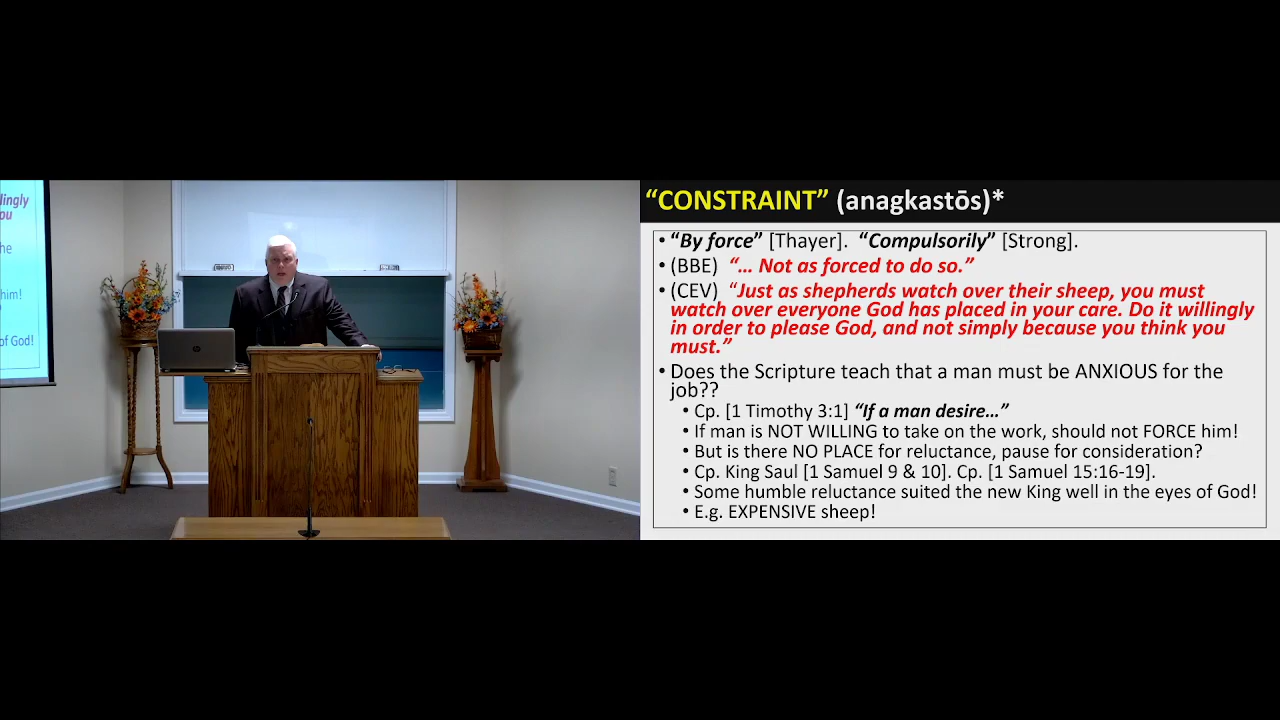 llingly
ou
the
him!
of God!
“CONSTRAINT” (anagkastōs)*
• “By force” [Thayer]. “Compulsorily” [Strong].
• (BBE) “… Not as forced to do so.”
• (CEV) “Just as shepherds watch over their sheep, you must
watch over everyone God has placed in your care. Do it willingly
in order to please God, and not simply because you think you
must.”
• Does the Scripture teach that a man must be ANXIOUS for the
job??
• Cp. [1 Timothy 3:1] “If a man desire…”
• If man is NOT WILLING to take on the work, should not FORCE him!
• But is there NO PLACE for reluctance, pause for consideration?
• Cp. King Saul [1 Samuel 9 & 10]. Cp. [1 Samuel 15:16-19].
• Some humble reluctance suited the new King well in the eyes of God!
• E.g. EXPENSIVE sheep!